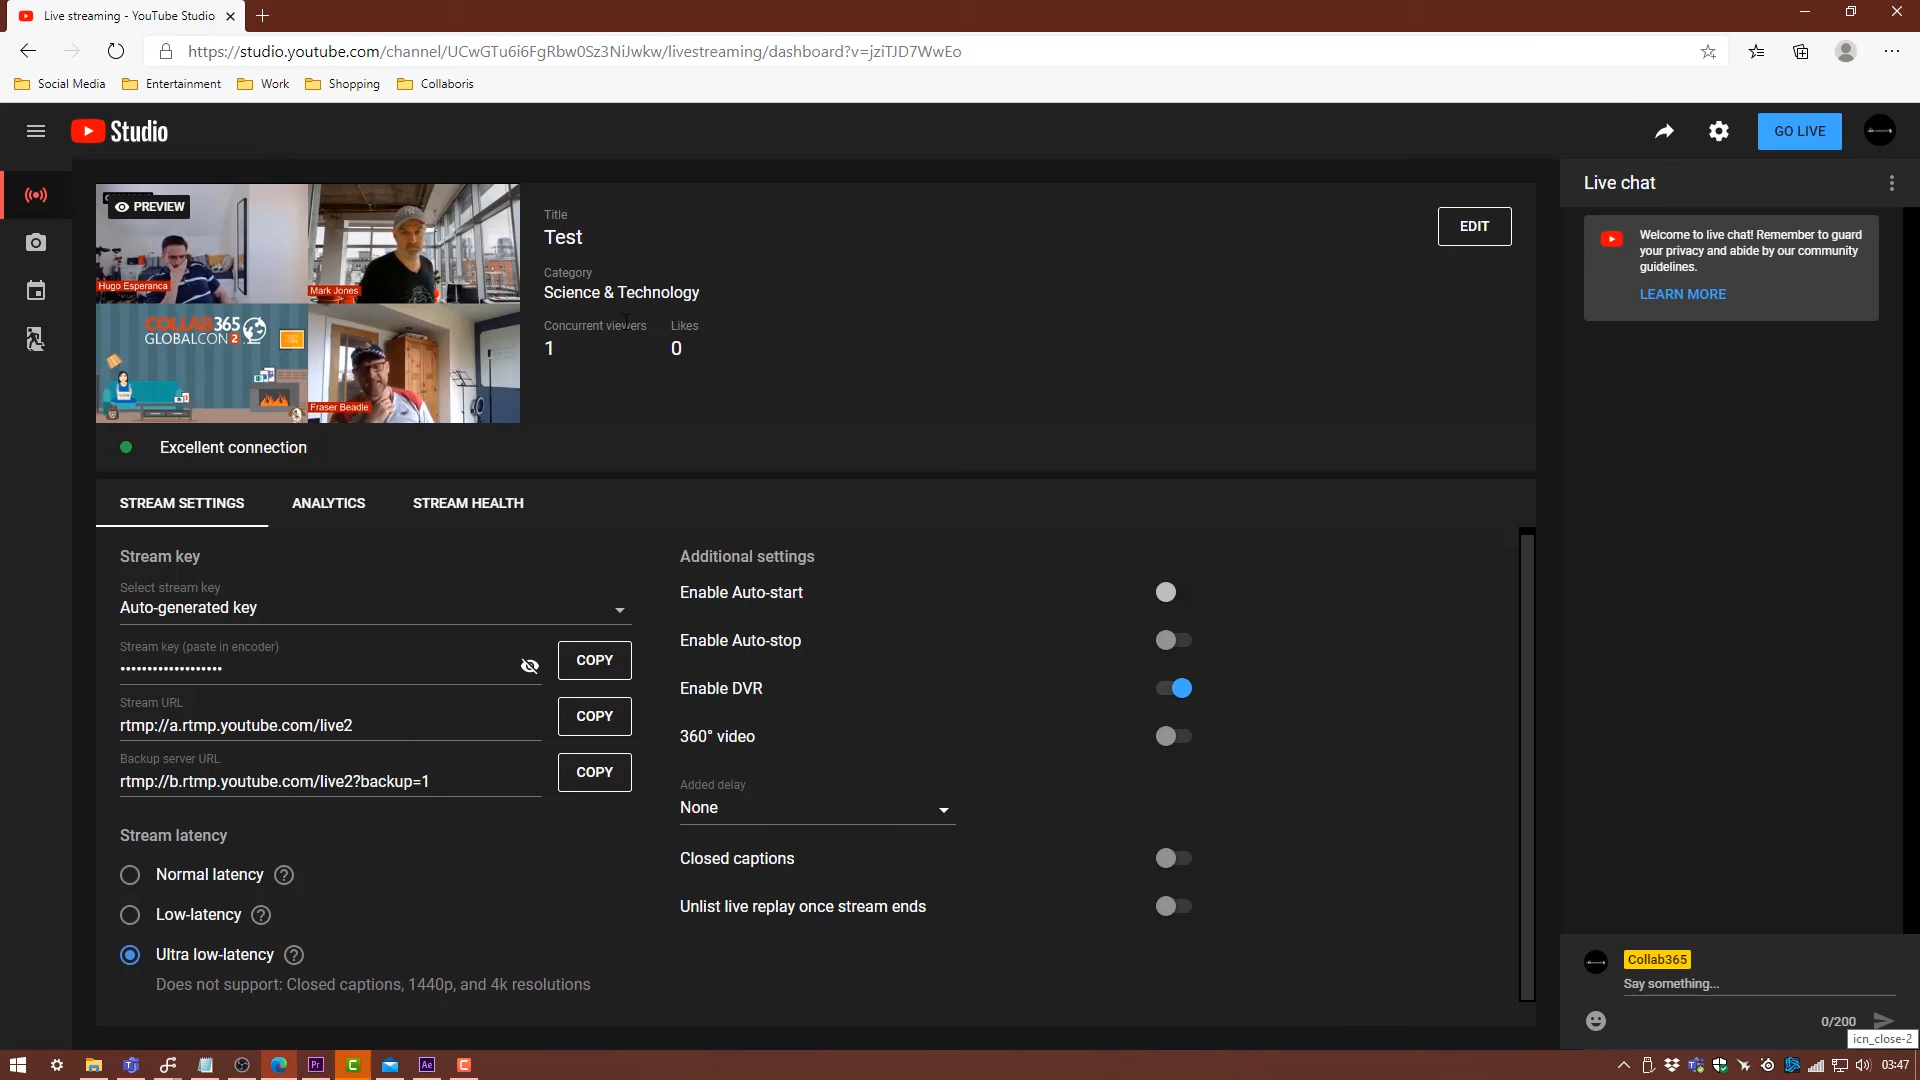 Live streaming - YouTube Studio
https://studio.youtube.com/channel/UCwGTu6i6FgRbw0Sz3NiJwkw/livestreaming/dashboard?v=jziTJD7WwEo
Social Media
Entertainment
Work
Shopping
Collaboris
Studio
GO LIVE
PREVIEW
Hugo Esperanca
Mark Jones
COLLAB365
GLOBALCON 2
Fraser Beadle
Title
Test
EDIT
Category
Science & Technology
Concurrent viewers
Likes
1
0
Excellent connection
Live chat
Welcome to live chat! Remember to guard
your privacy and abide by our community
guidelines.
LEARN MORE
STREAM SETTINGS
ANALYTICS
STREAM HEALTH
Stream key
Select stream key
Auto-generated key
Stream key (paste in encoder)
•••••••••••••••••••
COPY
Stream URL
rtmp://a.rtmp.youtube.com/live2
COPY
Backup server URL
rtmp://b.rtmp.youtube.com/live2?backup=1
COPY
Stream latency
Normal latency
Low-latency
Ultra low-latency
Does not support: Closed captions, 1440p, and 4k resolutions
Additional settings
Enable Auto-start
Enable Auto-stop
Enable DVR
360° video
Added delay
None
Closed captions
Unlist live replay once stream ends
Collab365
Say something...
0/200
icn_close-2
Pr
C
Ae
C
03:47